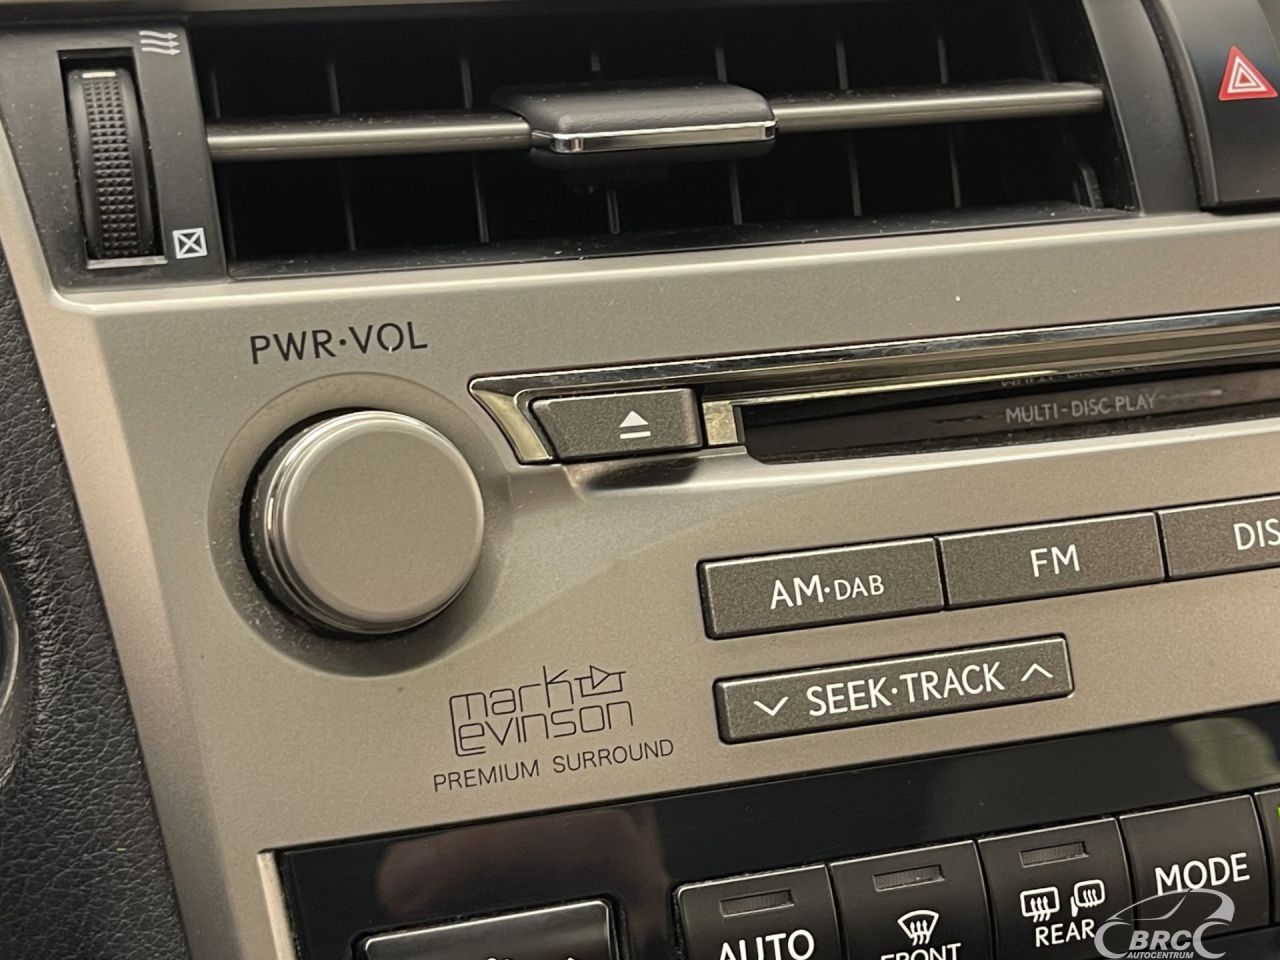 PWR·VOL
MULTI-DISC PLAY
AM·DAB
FM
SEEK·TRACK
mark
Levinson
PREMIUM SURROUND
AUTO
FRONT
REAR
MODE
BRC
AUTOCENTRUM